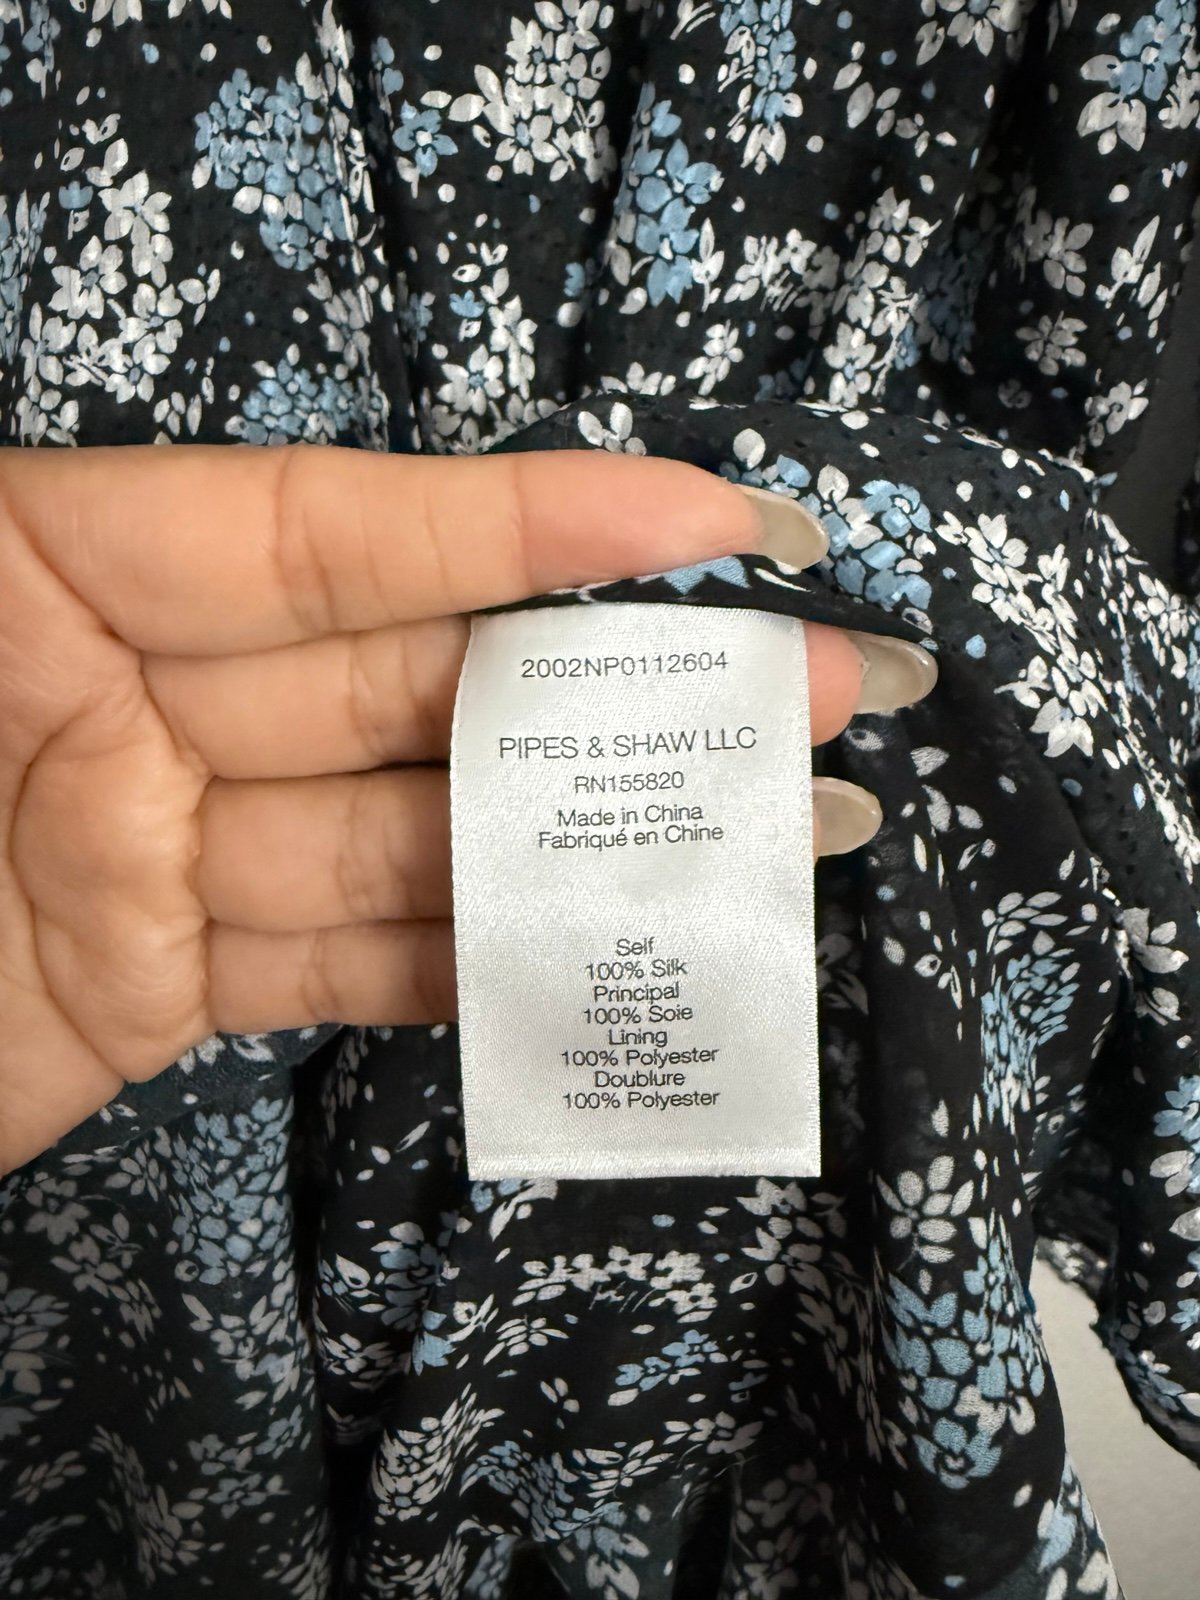 2002NP0112604
PIPES & SHAW LLC
RN155820
Made in China
Fabriqué en Chine
Self
100% Silk
Principal
100% Soie
Lining
100% Polyester
Doublure
100% Polyester